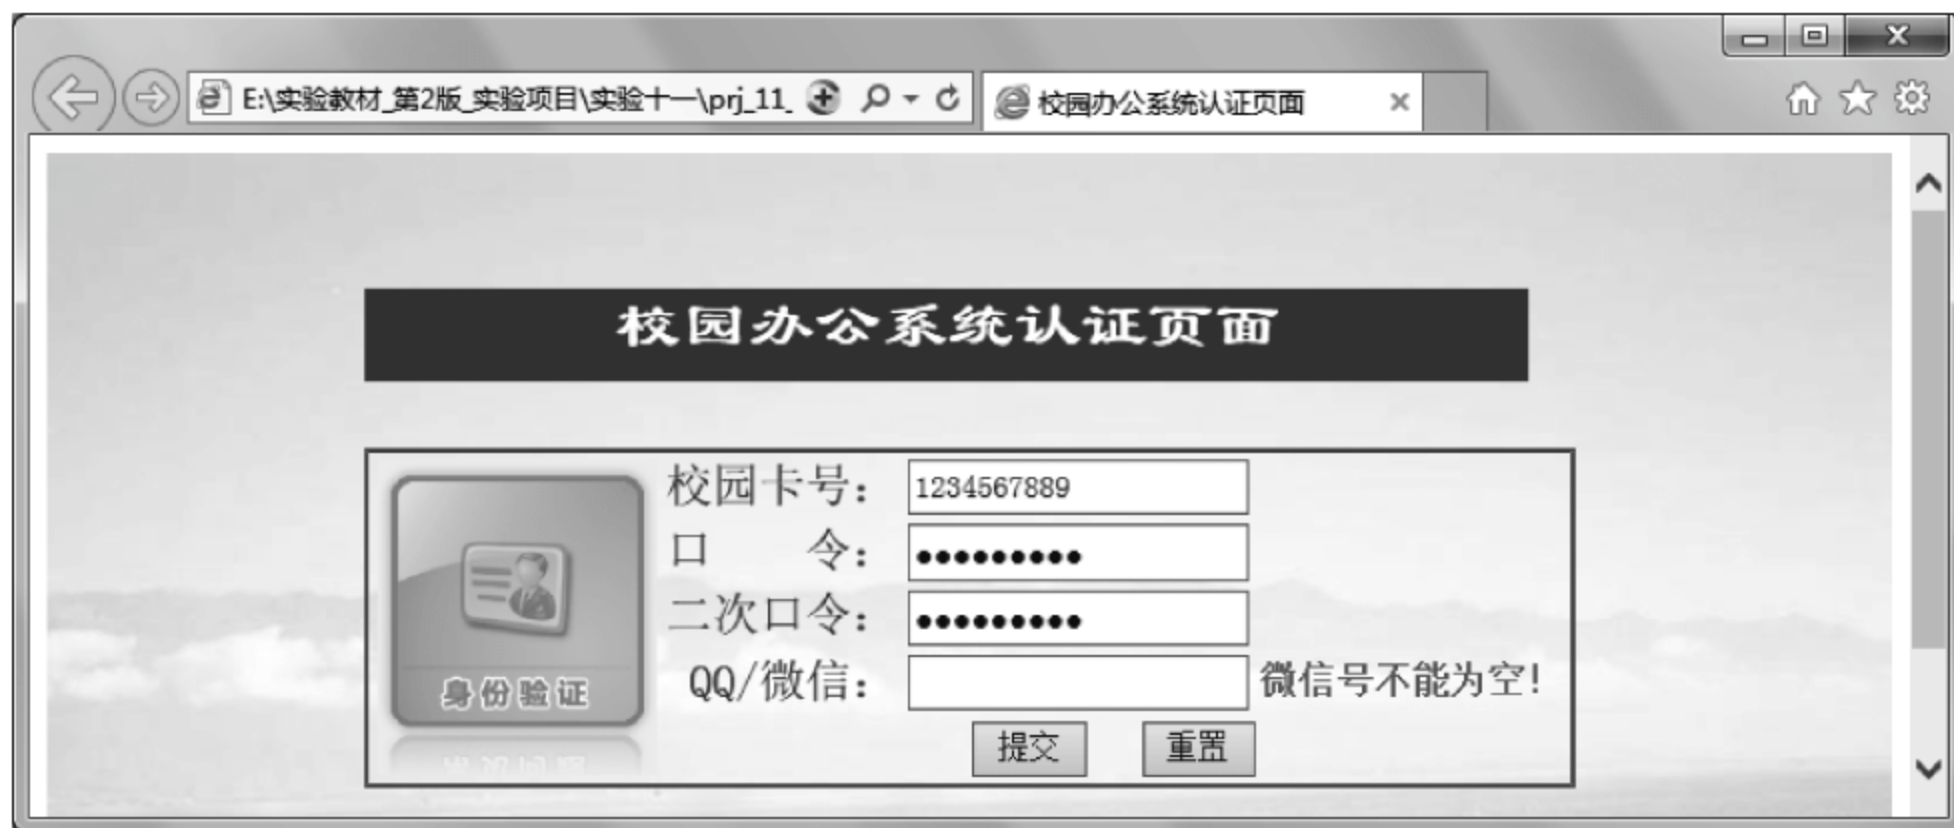 E:\实验教材_第2版_实验项目\实验十一\prj_11_
校园办公系统认证页面
校园办公系统认证页面
校园卡号： 1234567889
口 令： ●●●●●●●●●
二次口令： ●●●●●●●●●
QQ/微信： 微信号不能为空!
身份验证
提交 重置